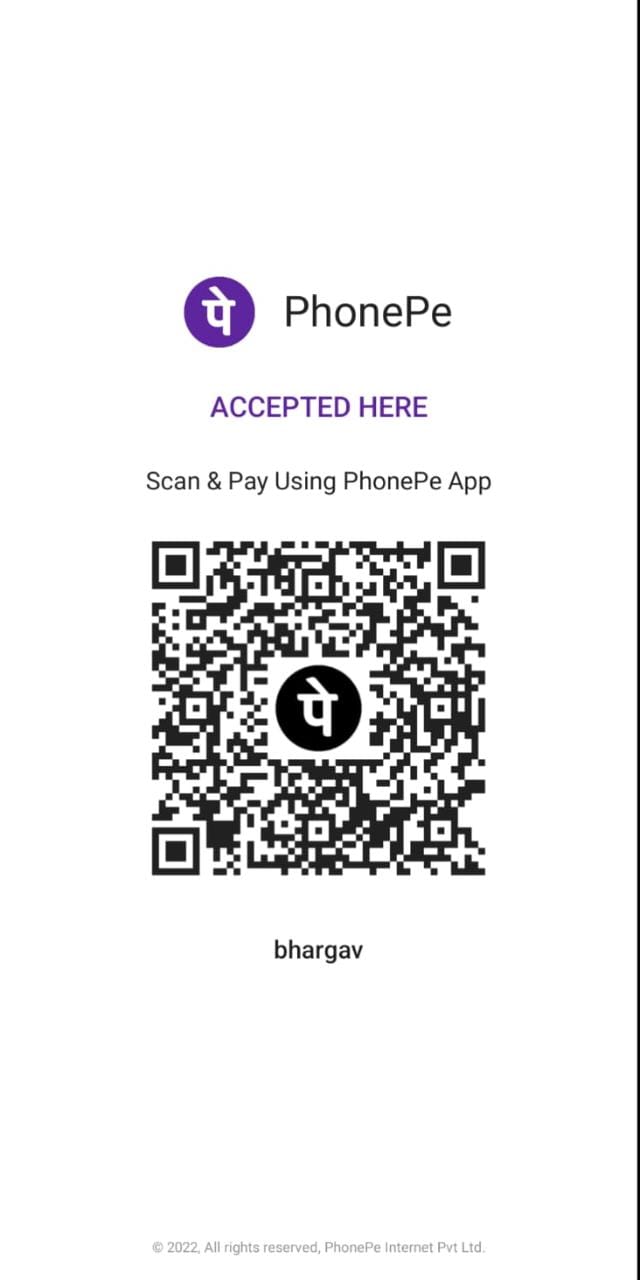 पे PhonePe
ACCEPTED HERE
Scan & Pay Using PhonePe App
पे
bhargav
© 2022, All rights reserved, PhonePe Internet Pvt Ltd.